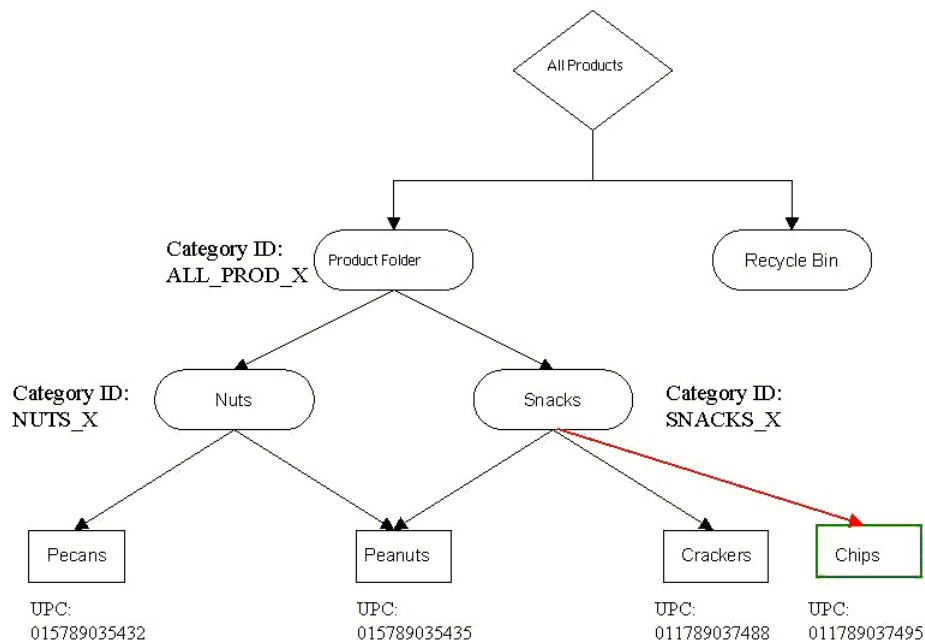 All Products
Category ID:
ALL_PROD_X
Product Folder
Recycle Bin
Category ID:
NUTS_X
Nuts
Snacks
Category ID:
SNACKS_X
Pecans
Peanuts
Crackers
Chips
UPC:
015789035432
UPC:
015789035435
UPC:
011789037488
UPC:
011789037495